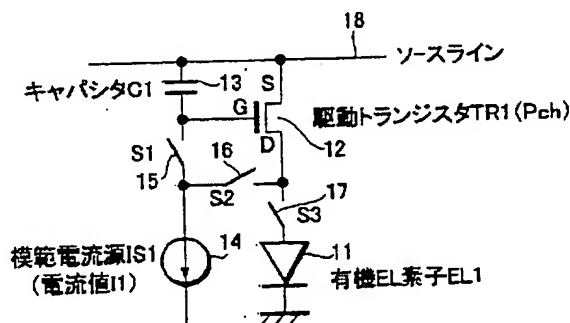 18
ソースライン
キャパシタC1
13
S
G
D
駆動トランジスタTR1(Pch)
12
S1
15
16
S2
17
S3
模範電流源IS1
(電流値I1)
14
11
有機EL素子EL1